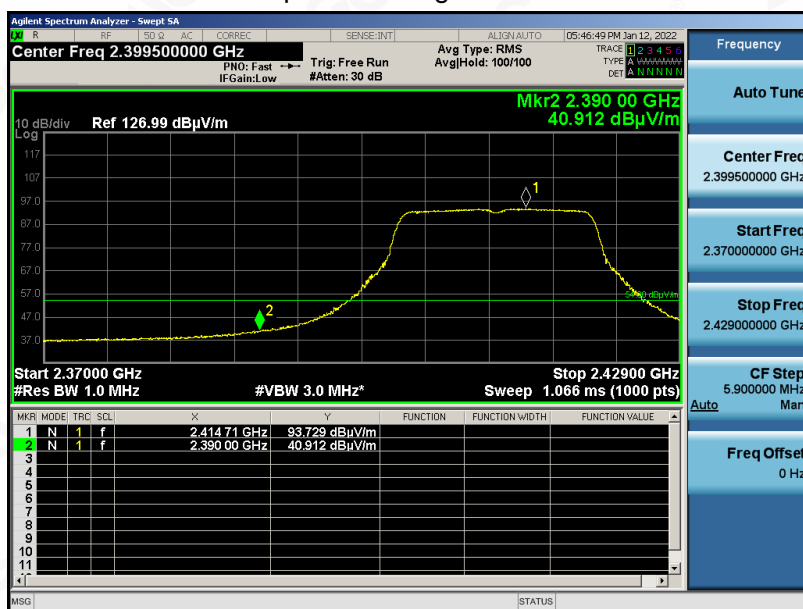 Agilent Spectrum Analyzer - Swept SA
LXI R RF 50 Ω AC CORREC SENSE:INT ALIGN AUTO 05:46:49 PM Jan 12, 2022
Center Freq 2.399500000 GHz
PNO: Fast
IFGain:Low
Trig: Free Run
#Atten: 30 dB
Avg Type: RMS
Avg|Hold: 100/100
TRACE 1 2 3 4 5 6
TYPE A WWWWW
DET A N N N N N
Mkr2 2.390 00 GHz
40.912 dBµV/m
10 dB/div Ref 126.99 dBµV/m
Log
117
107
97.0
87.0
77.0
67.0
57.0
47.0
37.0
1
2
54.00 dBµV/m
Start 2.37000 GHz Stop 2.42900 GHz
#Res BW 1.0 MHz #VBW 3.0 MHz* Sweep 1.066 ms (1000 pts)
MKR MODE TRC SCL X Y FUNCTION FUNCTION WIDTH FUNCTION VALUE
1 N 1 f 2.414 71 GHz 93.729 dBµV/m
2 N 1 f 2.390 00 GHz 40.912 dBµV/m
3
4
5
6
7
8
9
10
11
MSG STATUS
Frequency
Auto Tune
Center Freq
2.399500000 GHz
Start Freq
2.370000000 GHz
Stop Freq
2.429000000 GHz
CF Step
5.900000 MHz
Auto Man
Freq Offset
0 Hz